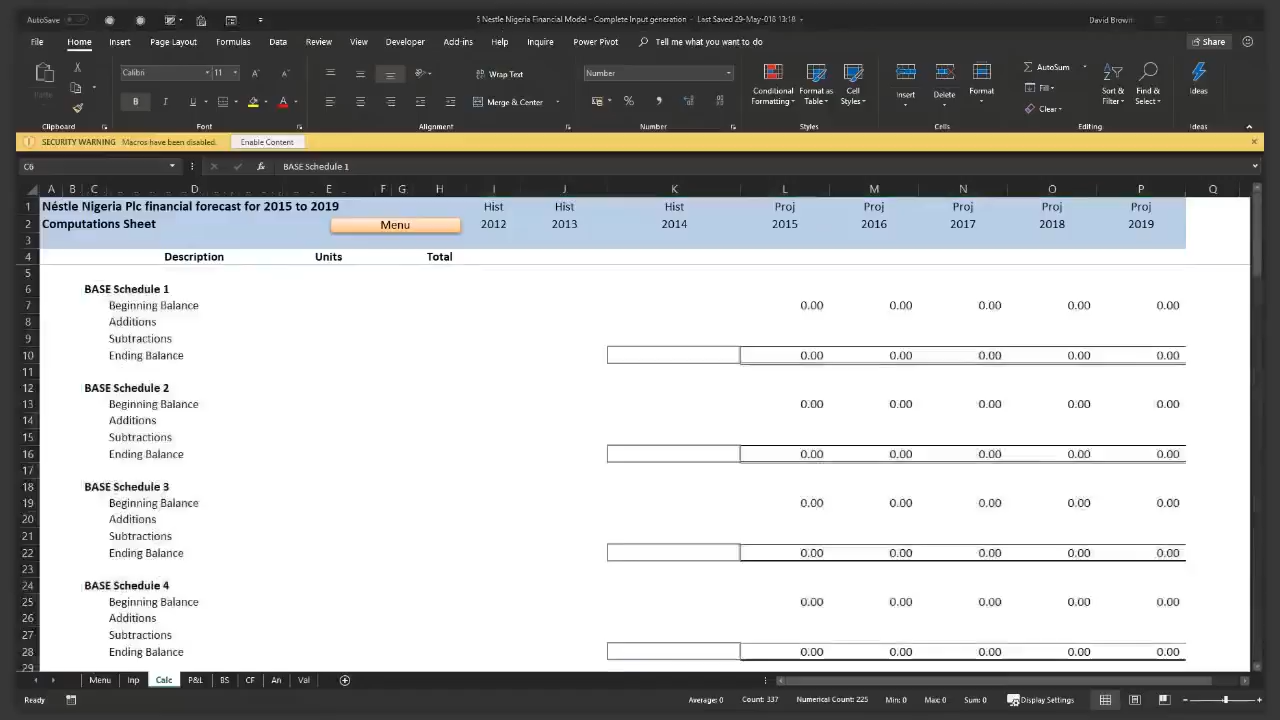 AutoSave
5 Nestle Nigeria Financial Model - Complete Input generation - Last Saved 29-May-018 13:18
David Brown
File Home Insert Page Layout Formulas Data Review View Developer Add-ins Help Inquire Power Pivot Tell me what you want to do Share
Calibri 11 Wrap Text Number AutoSum
Paste Conditional Formatting Format as Table Cell Styles Insert Delete Format Fill Sort & Filter Find & Select Ideas
B I U A Merge & Center % , Clear
Clipboard Font Alignment Number Styles Cells Editing Ideas
SECURITY WARNING Macros have been disabled. Enable Content
C6 fx BASE Schedule 1
A B C D E F G H I J K L M N O P Q
1 Néstle Nigeria Plc financial forecast for 2015 to 2019 Hist Hist Hist Proj Proj Proj Proj Proj
2 Computations Sheet Menu 2012 2013 2014 2015 2016 2017 2018 2019
3
4 Description Units Total
5
6 BASE Schedule 1
7 Beginning Balance 0.00 0.00 0.00 0.00 0.00
8 Additions
9 Subtractions
10 Ending Balance 0.00 0.00 0.00 0.00 0.00
11
12 BASE Schedule 2
13 Beginning Balance 0.00 0.00 0.00 0.00 0.00
14 Additions
15 Subtractions
16 Ending Balance 0.00 0.00 0.00 0.00 0.00
17
18 BASE Schedule 3
19 Beginning Balance 0.00 0.00 0.00 0.00 0.00
20 Additions
21 Subtractions
22 Ending Balance 0.00 0.00 0.00 0.00 0.00
23
24 BASE Schedule 4
25 Beginning Balance 0.00 0.00 0.00 0.00 0.00
26 Additions
27 Subtractions
28 Ending Balance 0.00 0.00 0.00 0.00 0.00
29
Menu Inp Calc P&L BS CF An Val
Ready Average: 0 Count: 337 Numerical Count: 225 Min: 0 Max: 0 Sum: 0 Display Settings